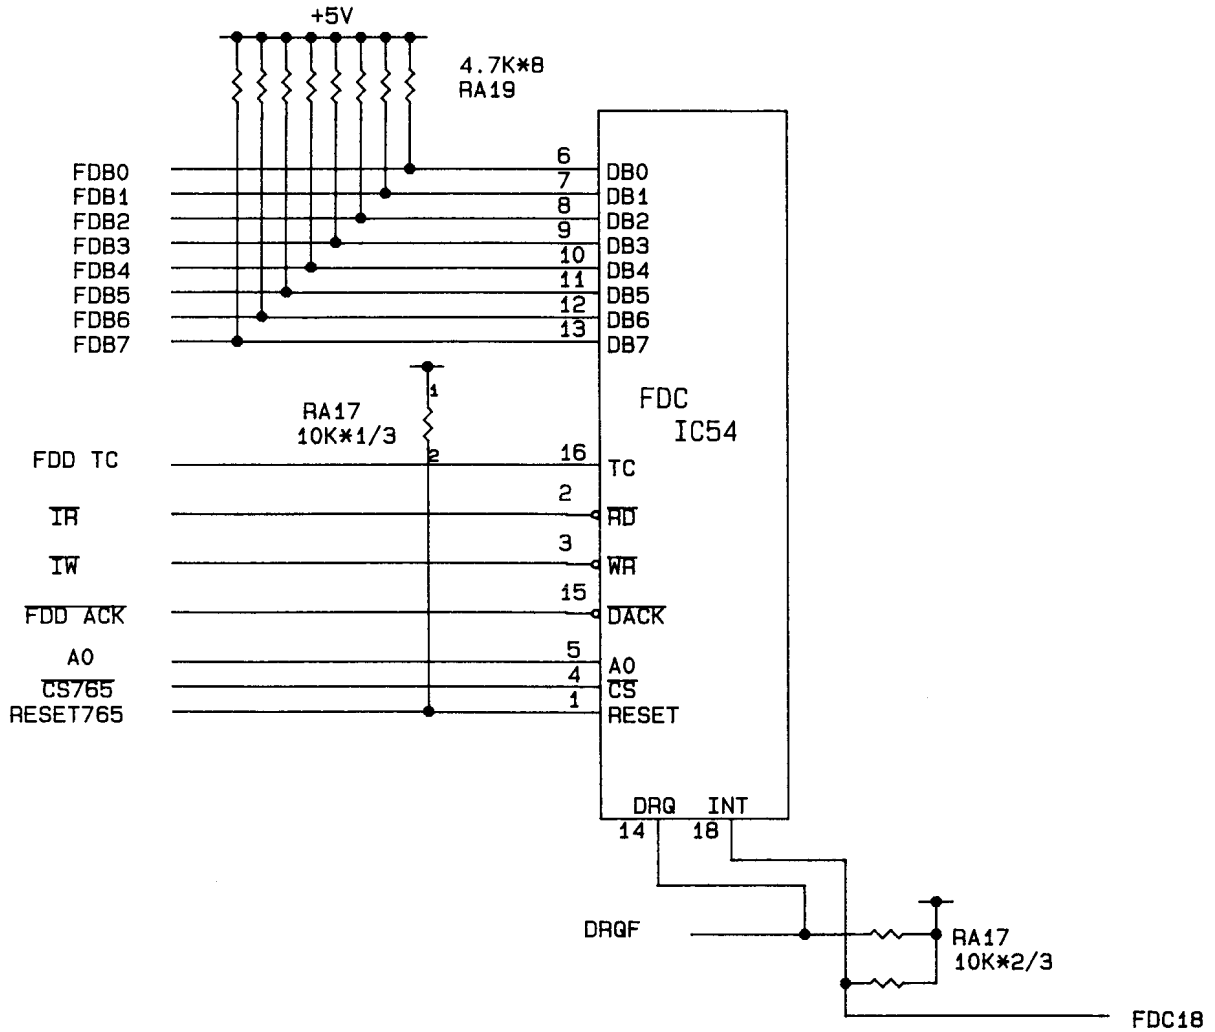 +5V
4.7K*8
RA19
FDB0 6 DB0
FDB1 7 DB1
FDB2 8 DB2
FDB3 9 DB3
FDB4 10 DB4
FDB5 11 DB5
FDB6 12 DB6
FDB7 13 DB7
1
FDC
IC54
RA17
10K*1/3
2
FDD TC 16 TC
IR 2 RD
IW 3 WR
FDD ACK 15 DACK
A0 5 A0
CS765 4 CS
RESET765 1 RESET
DRQ INT
14 18
DRQF
RA17
10K*2/3
FDC18